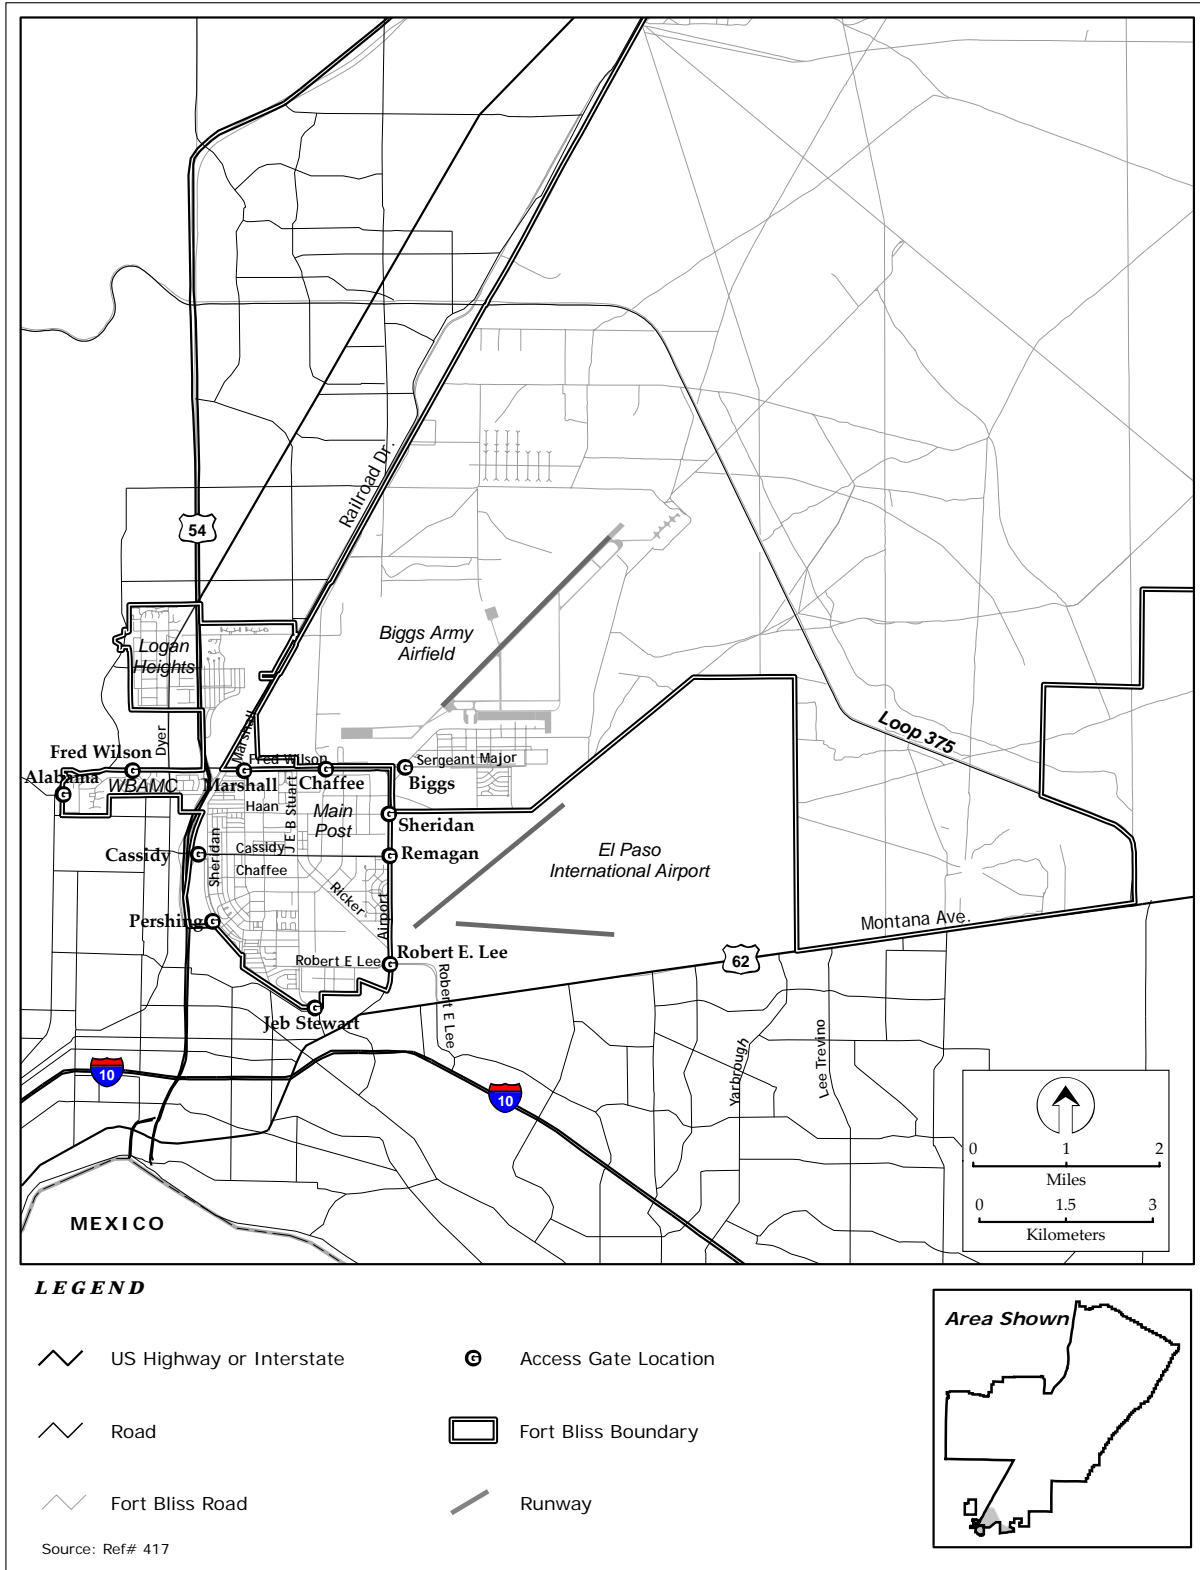 Railroad Dr.
54
Biggs Army
Airfield
Logan
Heights
Loop 375
Dyer
Marshall
Fred Wilson
Fred Wilson
Sergeant Major
Alabama
WBAMC
Marshall
Chaffee
Biggs
Haan
J E B Stuart
Main
Post
Sheridan
Cassidy
Cassidy
Remagan
Sheridan
Chaffee
El Paso
International Airport
Ricker
Airport
Pershing
Montana Ave.
Robert E Lee
Robert E. Lee
62
Robert E Lee
Jeb Stewart
Yarbrough
Lee Trevino
10
10
0 1 2
Miles
0 1.5 3
Kilometers
MEXICO
LEGEND
US Highway or Interstate
G Access Gate Location
Road
Fort Bliss Boundary
Fort Bliss Road
Runway
Source: Ref# 417
Area Shown